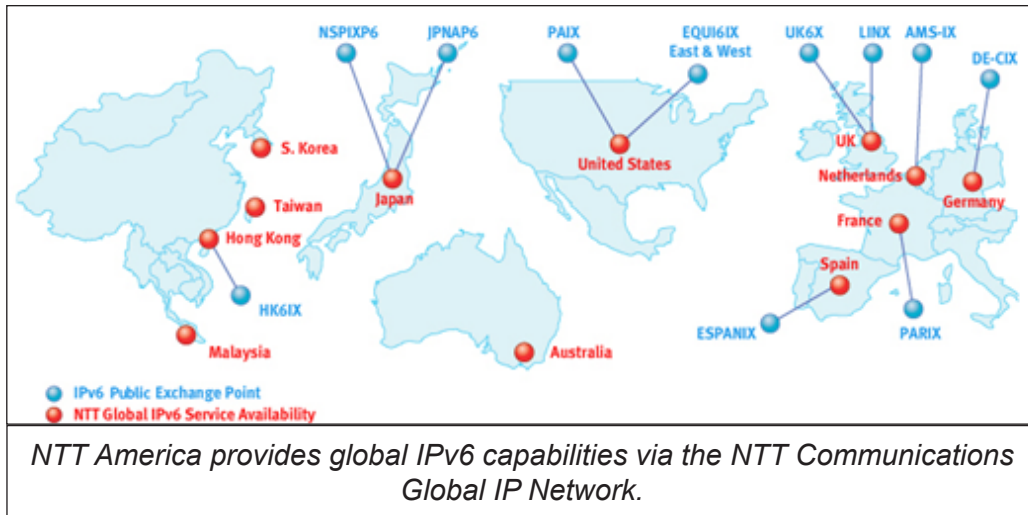 NSPIXP6
JPNAP6
PAIX
EQUI6IX
East & West
UK6X
LINX
AMS-IX
DE-CIX
S. Korea
Japan
United States
UK
Netherlands
Germany
Taiwan
Hong Kong
France
Spain
HK6IX
ESPANIX
PARIX
Malaysia
Australia
IPv6 Public Exchange Point
NTT Global IPv6 Service Availability
NTT America provides global IPv6 capabilities via the NTT Communications
Global IP Network.